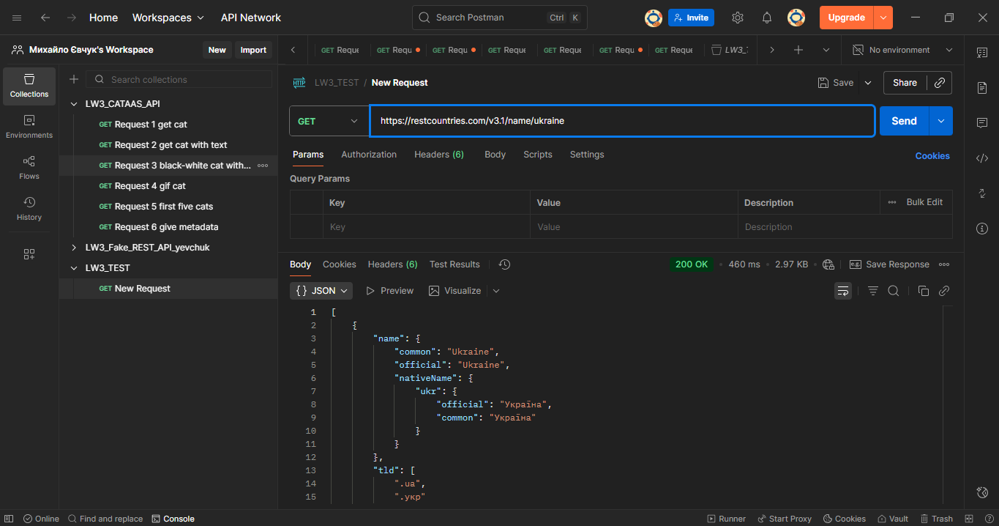 Home Workspaces API Network Search Postman Ctrl K Invite Upgrade
Михайло Євчук's Workspace New Import
GET Reque GET Requ GET Requ GET Reque GET Reque GET Requ GET Reque LW3_ No environment
Collections
Environments
Flows
History
Search collections
LW3_CATAAS_API
GET Request 1 get cat
GET Request 2 get cat with text
GET Request 3 black-white cat with...
GET Request 4 gif cat
GET Request 5 first five cats
GET Request 6 give metadata
LW3_Fake_REST_API_yevchuk
LW3_TEST
GET New Request
HTTP LW3_TEST / New Request Save Share
GET https://restcountries.com/v3.1/name/ukraine Send
Params Authorization Headers (6) Body Scripts Settings Cookies
Query Params
Key Value Description Bulk Edit
Key Value Description
Body Cookies Headers (6) Test Results 200 OK 460 ms 2.97 KB e.g. Save Response
{} JSON Preview Visualize
1 [
2 {
3 "name": {
4 "common": "Ukraine",
5 "official": "Ukraine",
6 "nativeName": {
7 "ukr": {
8 "official": "Україна",
9 "common": "Україна"
10 }
11 }
12 },
13 "tld": [
14 ".ua",
15 ".укр"
Online Find and replace Console Runner Start Proxy Cookies Vault Trash